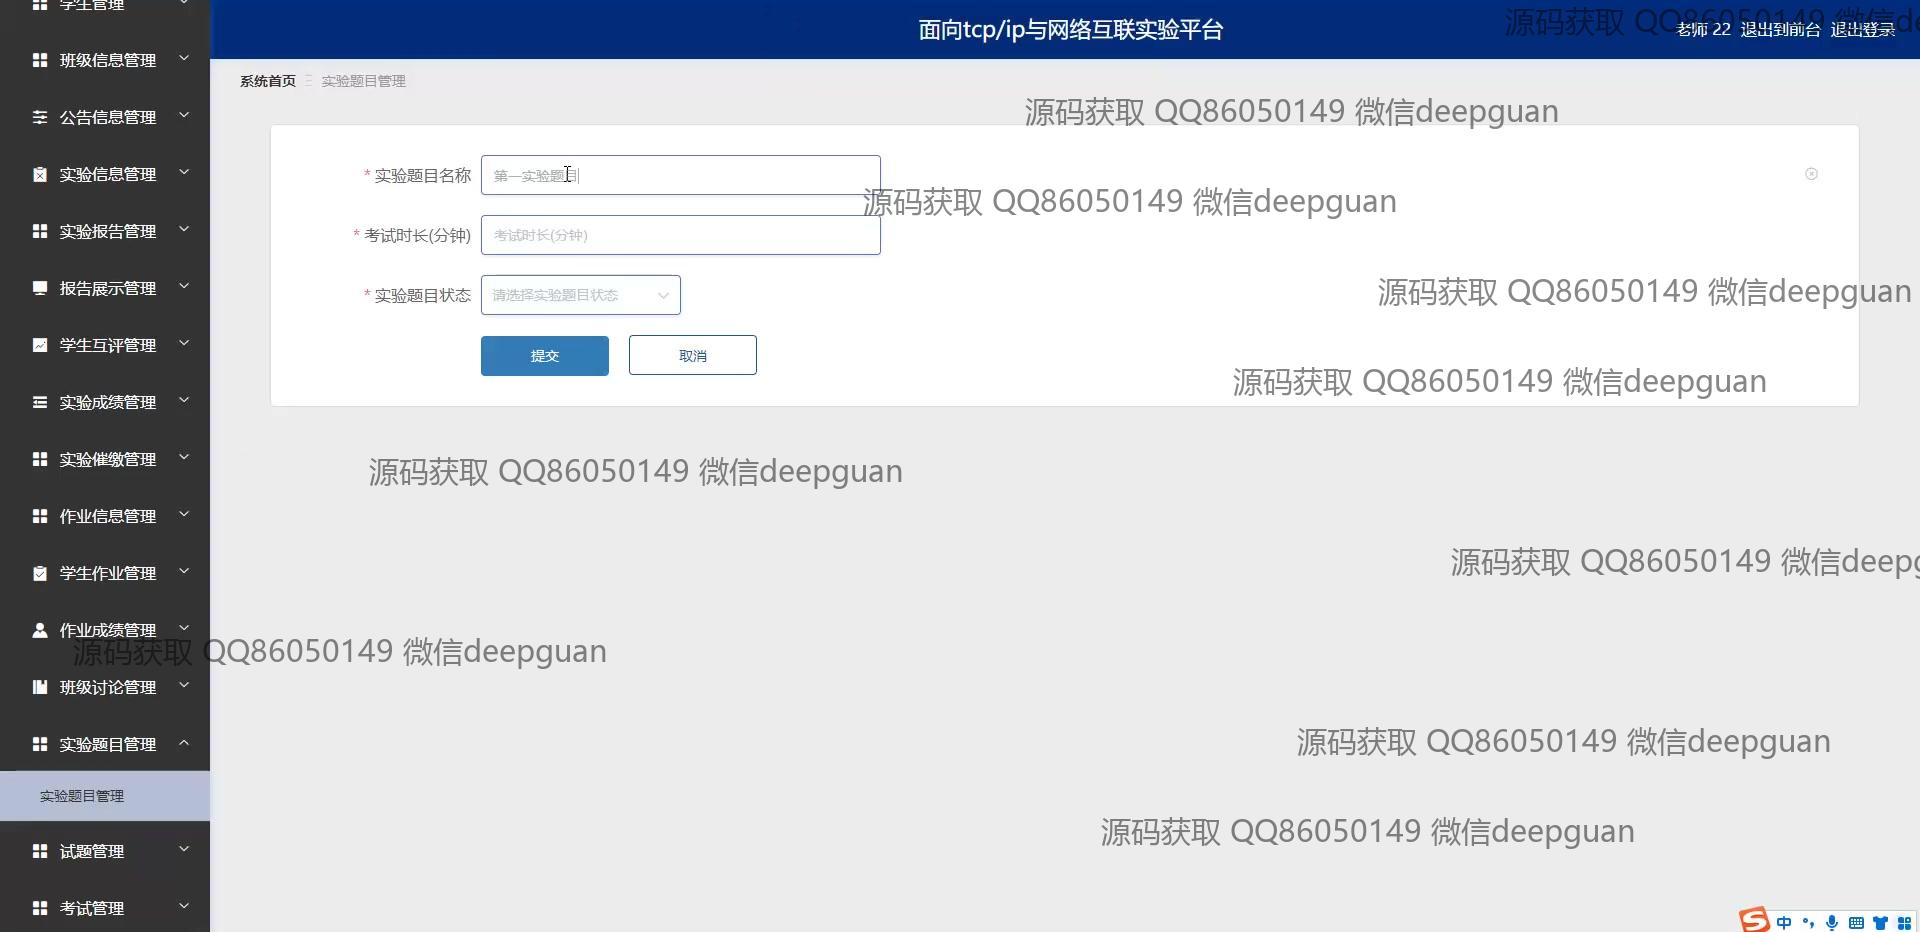 学生管理
班级信息管理
公告信息管理
实验信息管理
实验报告管理
报告展示管理
学生互评管理
实验成绩管理
实验催缴管理
作业信息管理
学生作业管理
作业成绩管理
班级讨论管理
实验题目管理
实验题目管理
试题管理
考试管理
面向tcp/ip与网络互联实验平台
老师 22 退出到前台 退出登录
系统首页 实验题目管理
* 实验题目名称 第一实验题目
* 考试时长(分钟) 考试时长(分钟)
* 实验题目状态 请选择实验题目状态
提交 取消
源码获取 QQ86050149 微信d
源码获取 QQ86050149 微信deepguan
源码获取 QQ86050149 微信deepguan
源码获取 QQ86050149 微信deepguan
源码获取 QQ86050149 微信deepguan
源码获取 QQ86050149 微信deepguan
源码获取 QQ86050149 微信deepg
源码获取 QQ86050149 微信deepguan
源码获取 QQ86050149 微信deepguan
源码获取 QQ86050149 微信deepguan
S 中